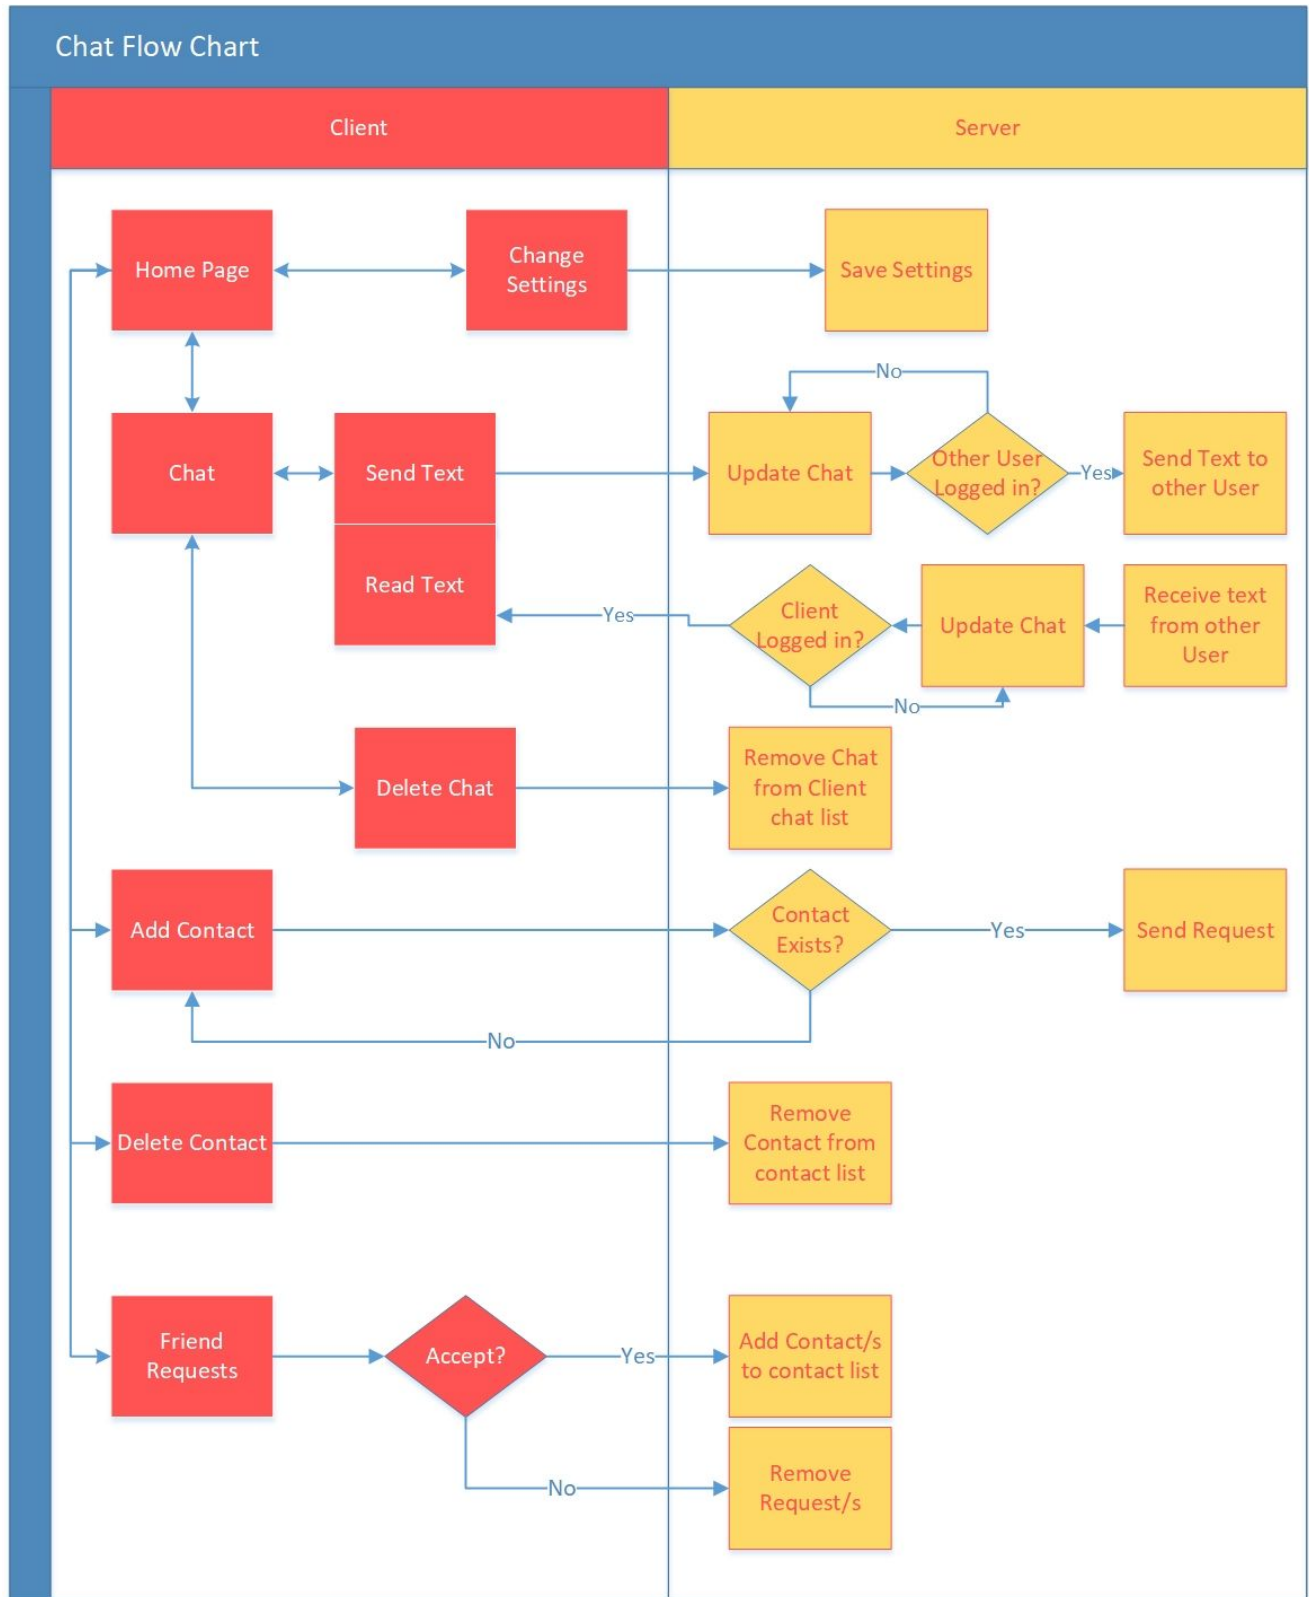 Chat Flow Chart
Client
Server
Home Page
Change
Settings
Save Settings
No
Chat
Send Text
Update Chat
Other User
Logged in?
Yes
Send Text to
other User
Read Text
Yes
Client
Logged in?
Update Chat
Receive text
from other
User
No
Delete Chat
Remove Chat
from Client
chat list
Add Contact
Contact
Exists?
Yes
Send Request
No
Delete Contact
Remove
Contact from
contact list
Friend
Requests
Accept?
Yes
Add Contact/s
to contact list
No
Remove
Request/s